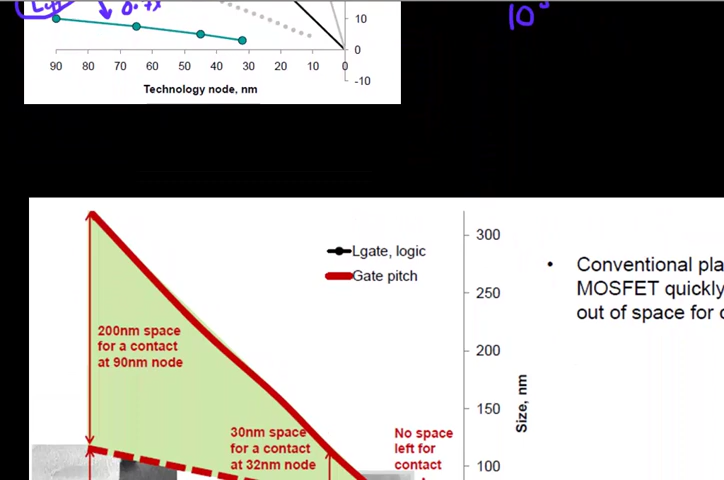 10
0
90 80 70 60 50 40 30 20 10 0
-10
Technology node, nm
300
Lgate, logic
Gate pitch
250
• Conventional pla
MOSFET quickly
out of space for
200nm space
for a contact
at 90nm node
200
Size, nm
150
30nm space
for a contact
at 32nm node
No space
left for
contact
100